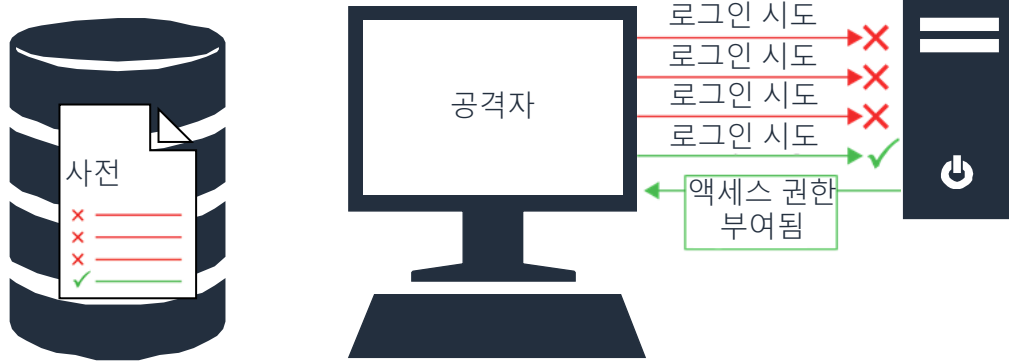 사전
공격자
로그인 시도
로그인 시도
로그인 시도
로그인 시도
액세스 권한
부여됨